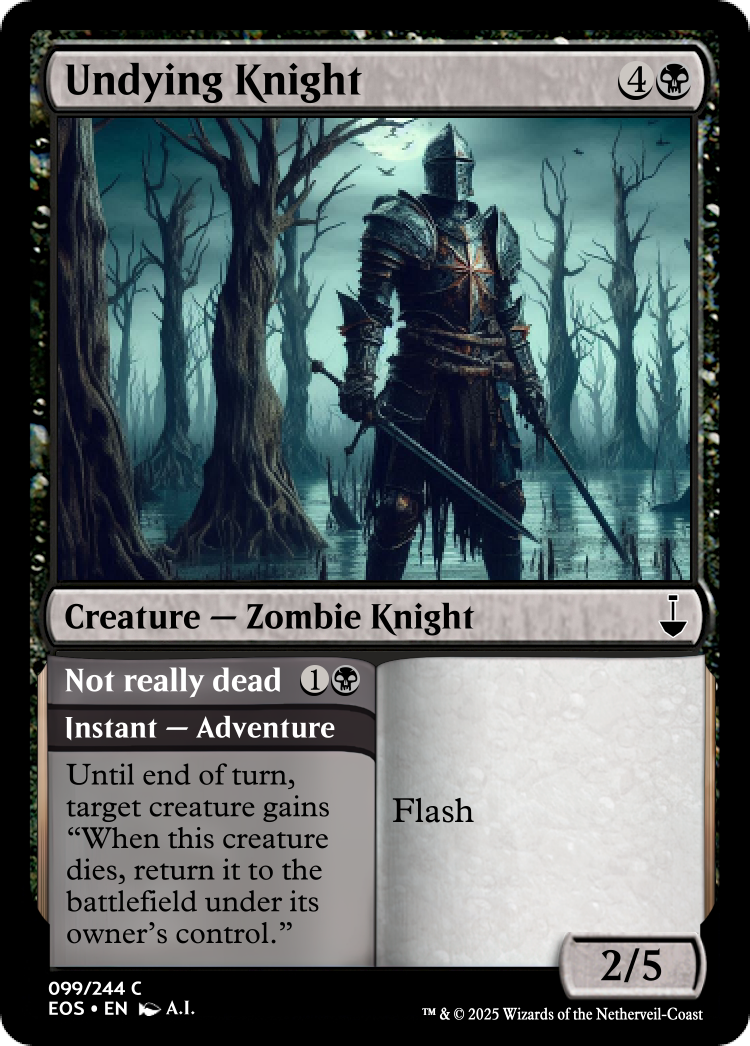 Undying Knight 4
Creature — Zombie Knight
Not really dead 1
Instant — Adventure
Until end of turn,
target creature gains
“When this creature
dies, return it to the
battlefield under its
owner’s control.”
Flash
2/5
099/244 C
EOS • EN A.I.
™ & © 2025 Wizards of the Netherveil-Coast